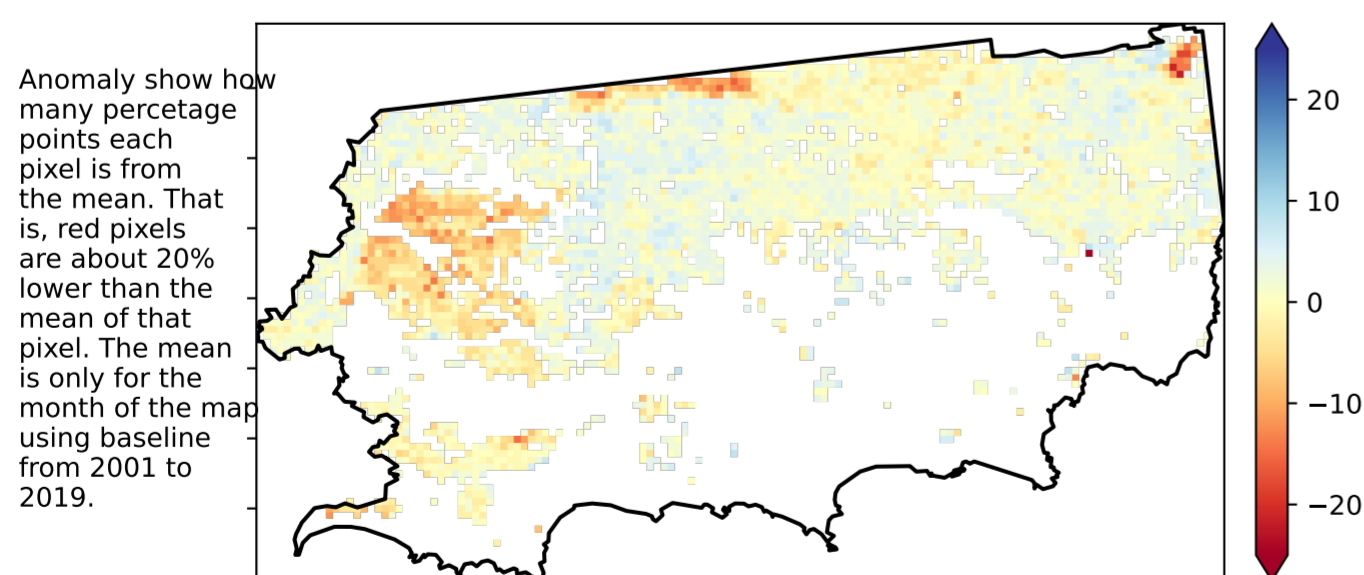 Anomaly show how
many percetage
points each
pixel is from
the mean. That
is, red pixels
are about 20%
lower than the
mean of that
pixel. The mean
is only for the
month of the map
using baseline
from 2001 to
2019.
20
10
0
−10
−20